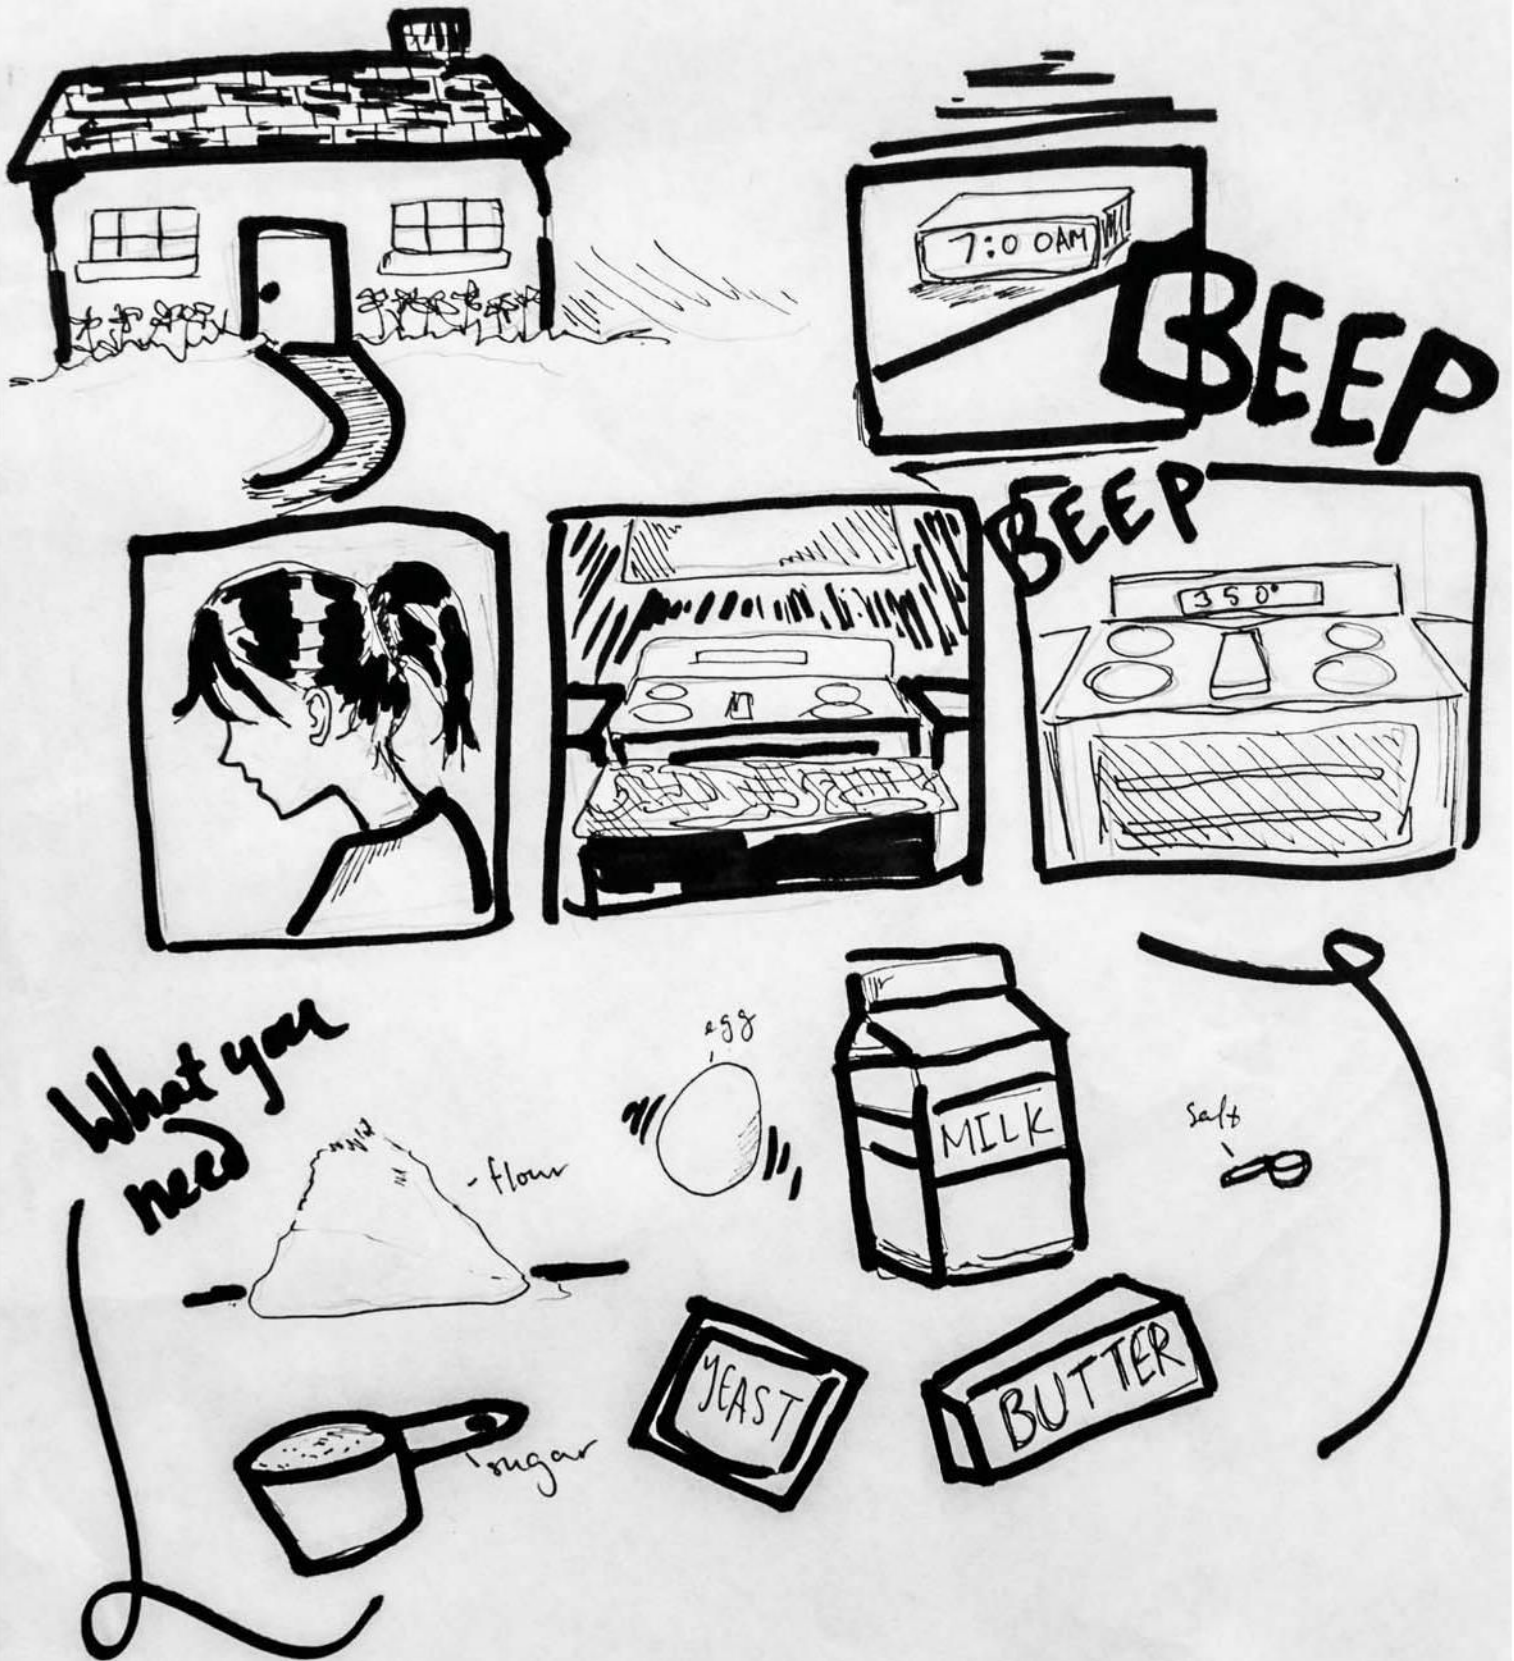 7:00AM
BEEP
BEEP
350°
What you
need
egg
MILK
salt
- flour
YEAST
BUTTER
sugar